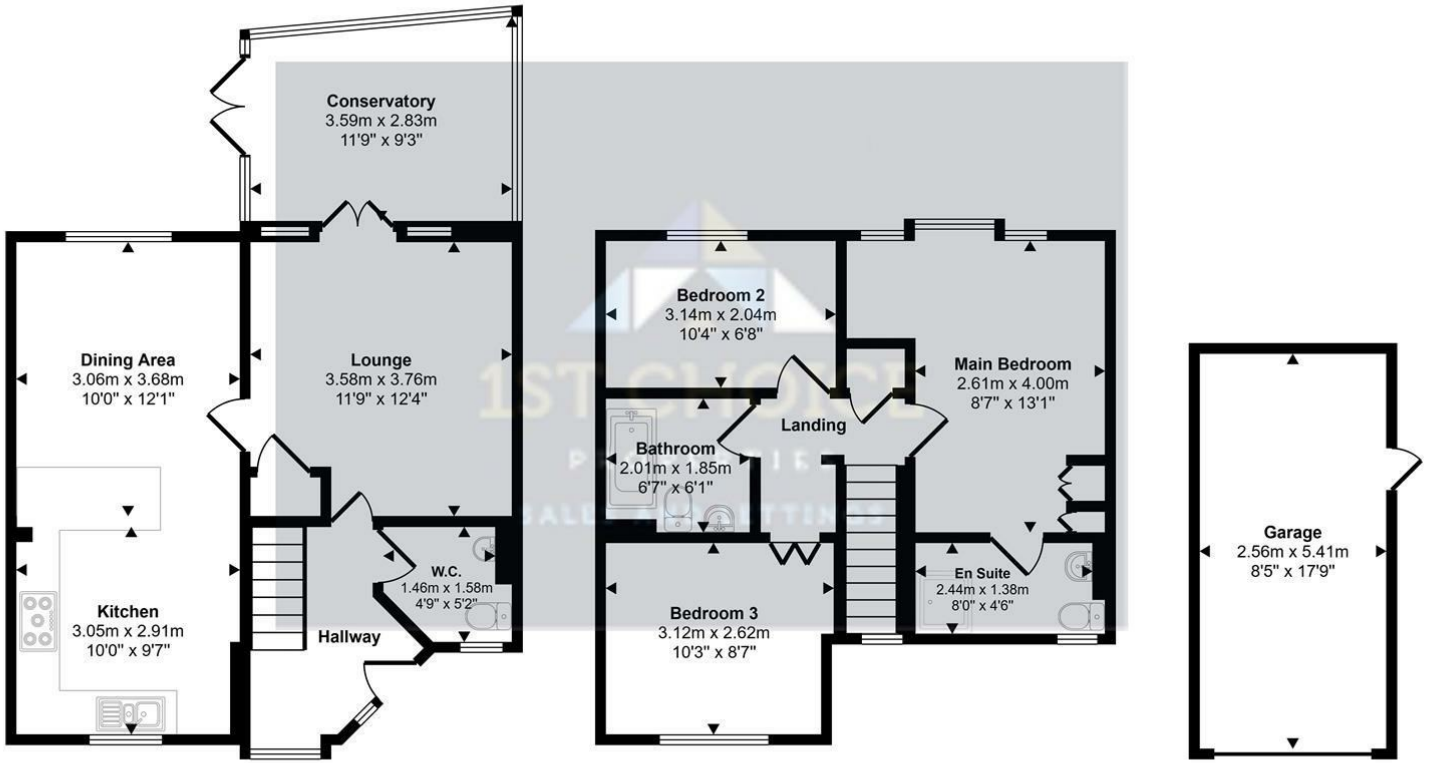 Conservatory
3.59m x 2.83m
11'9" x 9'3"
Dining Area
3.06m x 3.68m
10'0" x 12'1"
Lounge
3.58m x 3.76m
11'9" x 12'4"
Kitchen
3.05m x 2.91m
10'0" x 9'7"
Hallway
W.C.
1.46m x 1.58m
4'9" x 5'2"
Bedroom 2
3.14m x 2.04m
10'4" x 6'8"
Main Bedroom
2.61m x 4.00m
8'7" x 13'1"
Landing
Bathroom
2.01m x 1.85m
6'7" x 6'1"
Bedroom 3
3.12m x 2.62m
10'3" x 8'7"
En Suite
2.44m x 1.38m
8'0" x 4'6"
Garage
2.56m x 5.41m
8'5" x 17'9"
1ST CHOICE
PROPERTIES
SALES AND LETTINGS